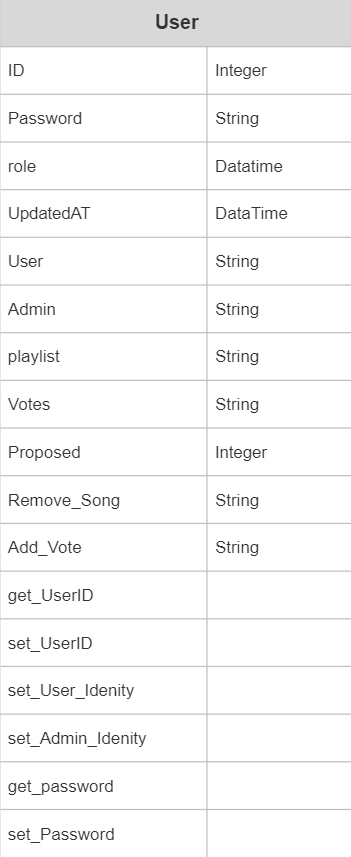 User
ID Integer
Password String
role Datatime
UpdatedAT DataTime
User String
Admin String
playlist String
Votes String
Proposed Integer
Remove_Song String
Add_Vote String
get_UserID
set_UserID
set_User_Idenity
set_Admin_Idenity
get_password
set_Password